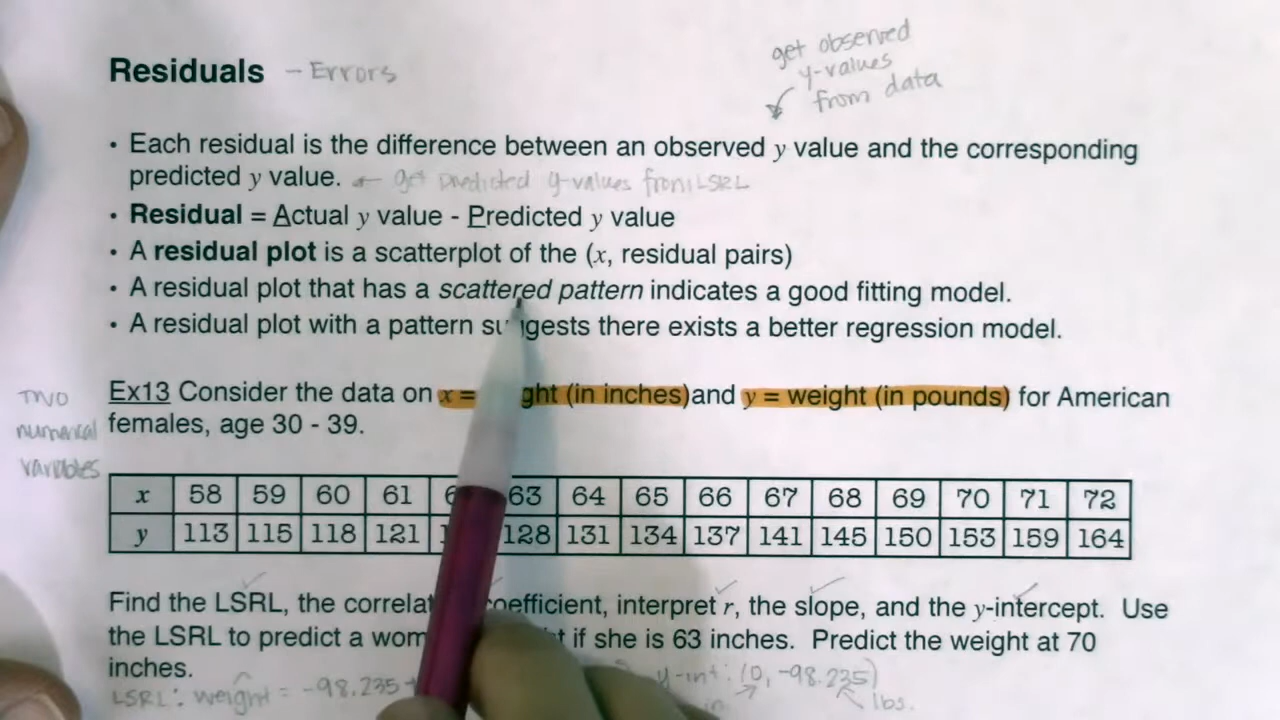 get observed
y-values
from data
Residuals - Errors
• Each residual is the difference between an observed y value and the corresponding
predicted y value. ← get predicted y-values from LSRL
• Residual = Actual y value - Predicted y value
• A residual plot is a scatterplot of the (x, residual pairs)
• A residual plot that has a scattered pattern indicates a good fitting model.
• A residual plot with a pattern su ggests there exists a better regression model.
Two
numerical
variables
Ex13 Consider the data on x = ght (in inches) and y = weight (in pounds) for American
females, age 30 - 39.
x 58 59 60 61 6 63 64 65 66 67 68 69 70 71 72
y 113 115 118 121 1 128 131 134 137 141 145 150 153 159 164
Find the LSRL, the correlat coefficient, interpret r, the slope, and the y-intercept. Use
the LSRL to predict a wom t if she is 63 inches. Predict the weight at 70
inches.
LSRL: weight = -98.235 + y-int: (0, -98.235)
in. lbs.